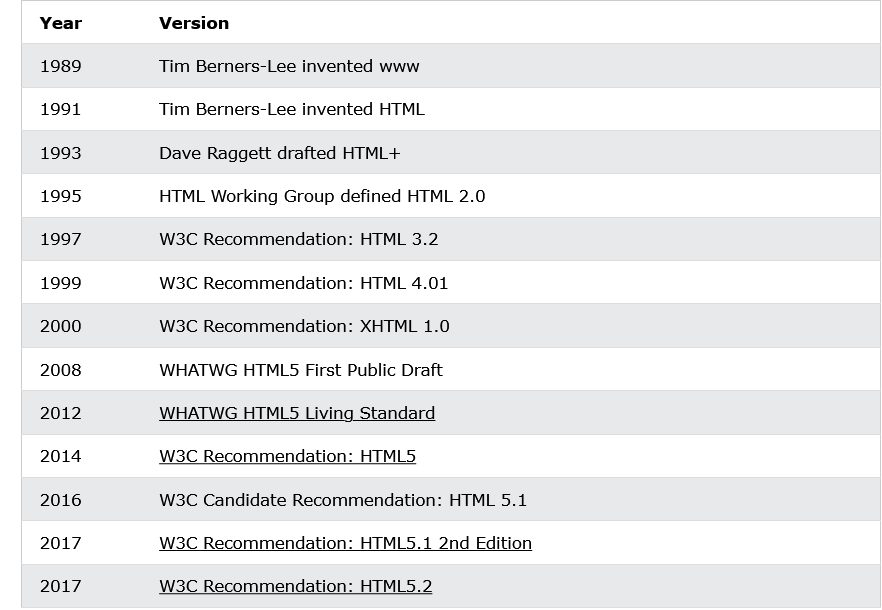 Year Version
1989 Tim Berners-Lee invented www
1991 Tim Berners-Lee invented HTML
1993 Dave Raggett drafted HTML+
1995 HTML Working Group defined HTML 2.0
1997 W3C Recommendation: HTML 3.2
1999 W3C Recommendation: HTML 4.01
2000 W3C Recommendation: XHTML 1.0
2008 WHATWG HTML5 First Public Draft
2012 WHATWG HTML5 Living Standard
2014 W3C Recommendation: HTML5
2016 W3C Candidate Recommendation: HTML 5.1
2017 W3C Recommendation: HTML5.1 2nd Edition
2017 W3C Recommendation: HTML5.2